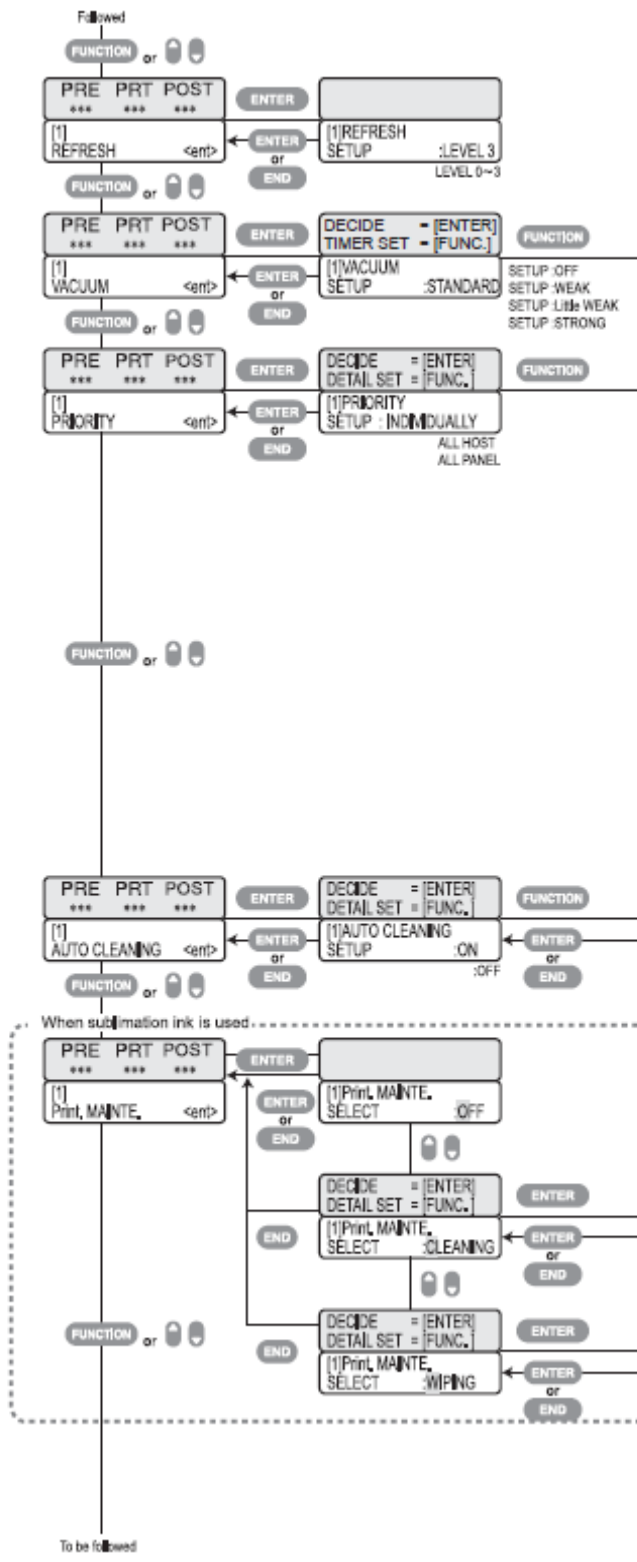 Followed
FUNCTION or
PRE PRT POST
*** *** ***
ENTER
[1]
REFRESH <ent>
ENTER
or
END
[1]REFRESH
SETUP :LEVEL 3
LEVEL 0~3
FUNCTION or
PRE PRT POST
*** *** ***
ENTER
DECIDE = [ENTER]
TIMER SET = [FUNC.]
FUNCTION
[1]
VACUUM <ent>
ENTER
or
END
[1]VACUUM
SETUP :STANDARD
SETUP :OFF
SETUP :WEAK
SETUP :Little WEAK
SETUP :STRONG
FUNCTION or
PRE PRT POST
*** *** ***
ENTER
DECIDE = [ENTER]
DETAIL SET = [FUNC.]
FUNCTION
[1]
PRIORITY <ent>
ENTER
or
END
[1]PRIORITY
SETUP : INDIVIDUALLY
ALL HOST
ALL PANEL
FUNCTION or
PRE PRT POST
*** *** ***
ENTER
DECIDE = [ENTER]
DETAIL SET = [FUNC.]
FUNCTION
[1]
AUTO CLEANING <ent>
ENTER
or
END
[1]AUTO CLEANING
SETUP :ON
:OFF
ENTER
or
END
FUNCTION or
When sublimation ink is used
PRE PRT POST
*** *** ***
ENTER
[1]
Print. MAINTE. <ent>
ENTER
or
END
[1]Print. MAINTE.
SELECT :OFF
DECIDE = [ENTER]
DETAIL SET = [FUNC.]
ENTER
END
[1]Print. MAINTE.
SELECT :CLEANING
ENTER
or
END
FUNCTION or
DECIDE = [ENTER]
DETAIL SET = [FUNC.]
ENTER
END
[1]Print. MAINTE.
SELECT :WIPING
ENTER
or
END
To be followed